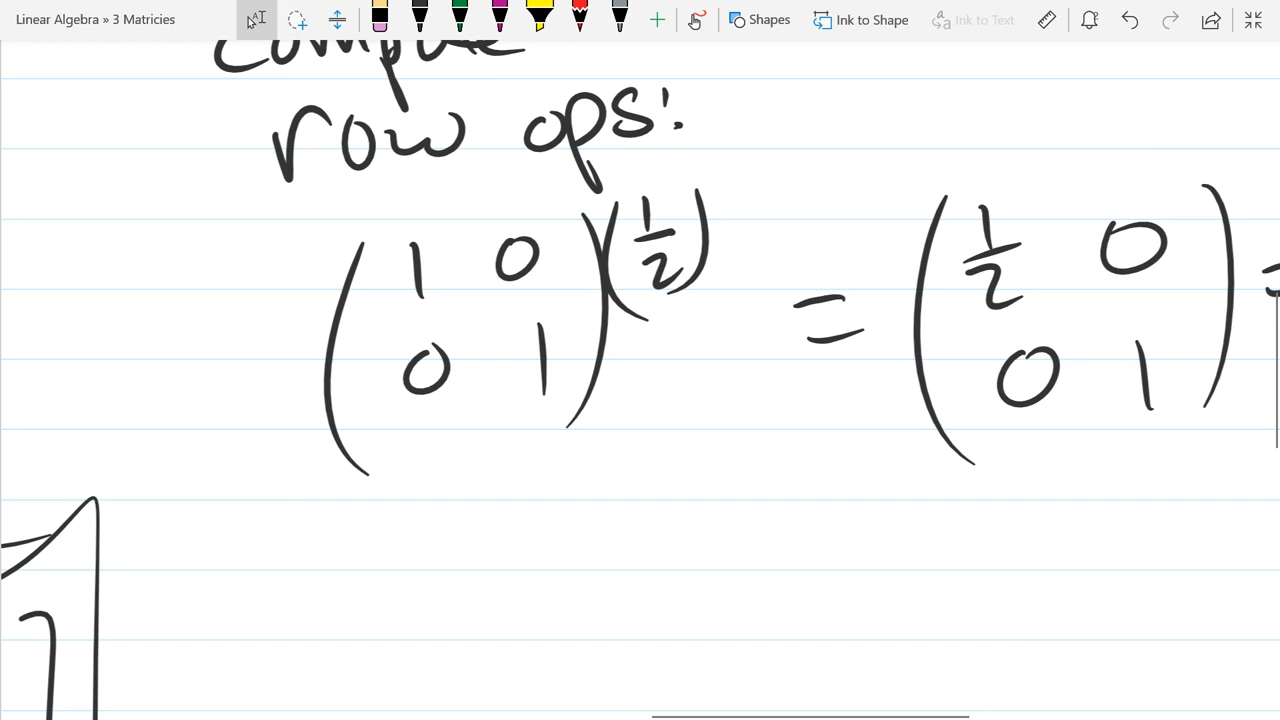 Linear Algebra » 3 Matricies
Shapes
Ink to Shape
Ink to Text
compute
row ops:
( 1 0 ) (1/2) = ( 1/2 0 ) =
( 0 1 ) ( 0 1 )